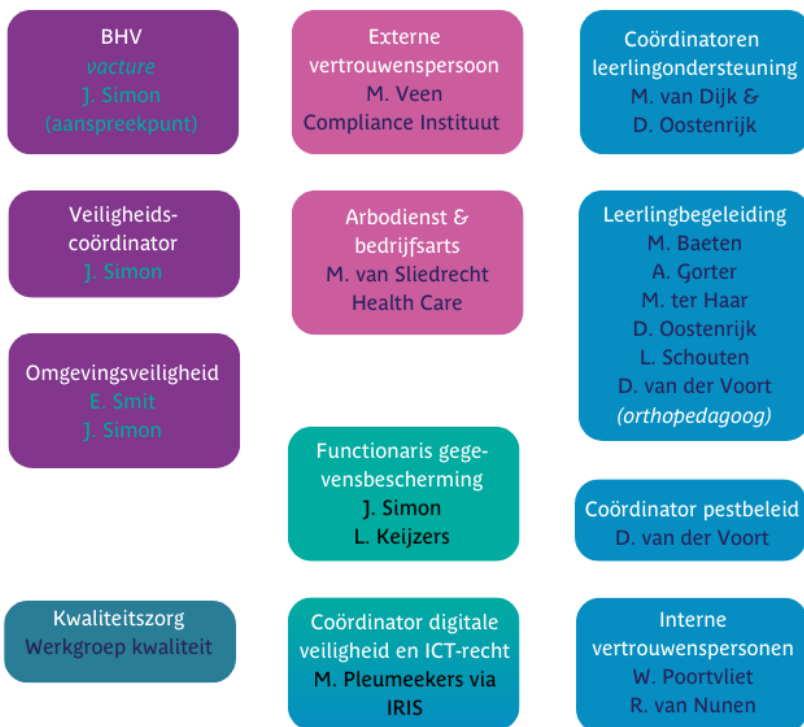 BHV
vacture
J. Simon
(aanspreekpunt)
Veiligheids-
coördinator
J. Simon
Omgevingsveiligheid
E. Smit
J. Simon
Kwaliteitszorg
Werkgroep kwaliteit
Externe
vertrouwenspersoon
M. Veen
Compliance Instituut
Arbodienst &
bedrijfsarts
M. van Sliedrecht
Health Care
Functionaris gege-
vensbescherming
J. Simon
L. Keijzers
Coördinator digitale
veiligheid en ICT-recht
M. Pleumeekers via
IRIS
Coördinatoren
leerlingondersteuning
M. van Dijk &
D. Oostenrijk
Leerlingbegeleiding
M. Baeten
A. Gorter
M. ter Haar
D. Oostenrijk
L. Schouten
D. van der Voort
(orthopedagoog)
Coördinator pestbeleid
D. van der Voort
Interne
vertrouwenspersonen
W. Poortvliet
R. van Nunen